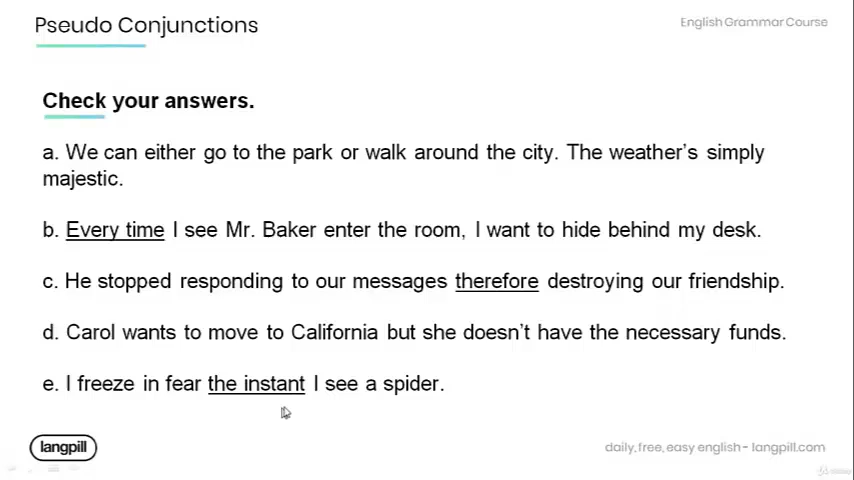 Pseudo Conjunctions
English Grammar Course
Check your answers.
a. We can either go to the park or walk around the city. The weather's simply
majestic.
b. Every time I see Mr. Baker enter the room, I want to hide behind my desk.
c. He stopped responding to our messages therefore destroying our friendship.
d. Carol wants to move to California but she doesn't have the necessary funds.
e. I freeze in fear the instant I see a spider.
langpill
daily, free, easy english - langpill.com